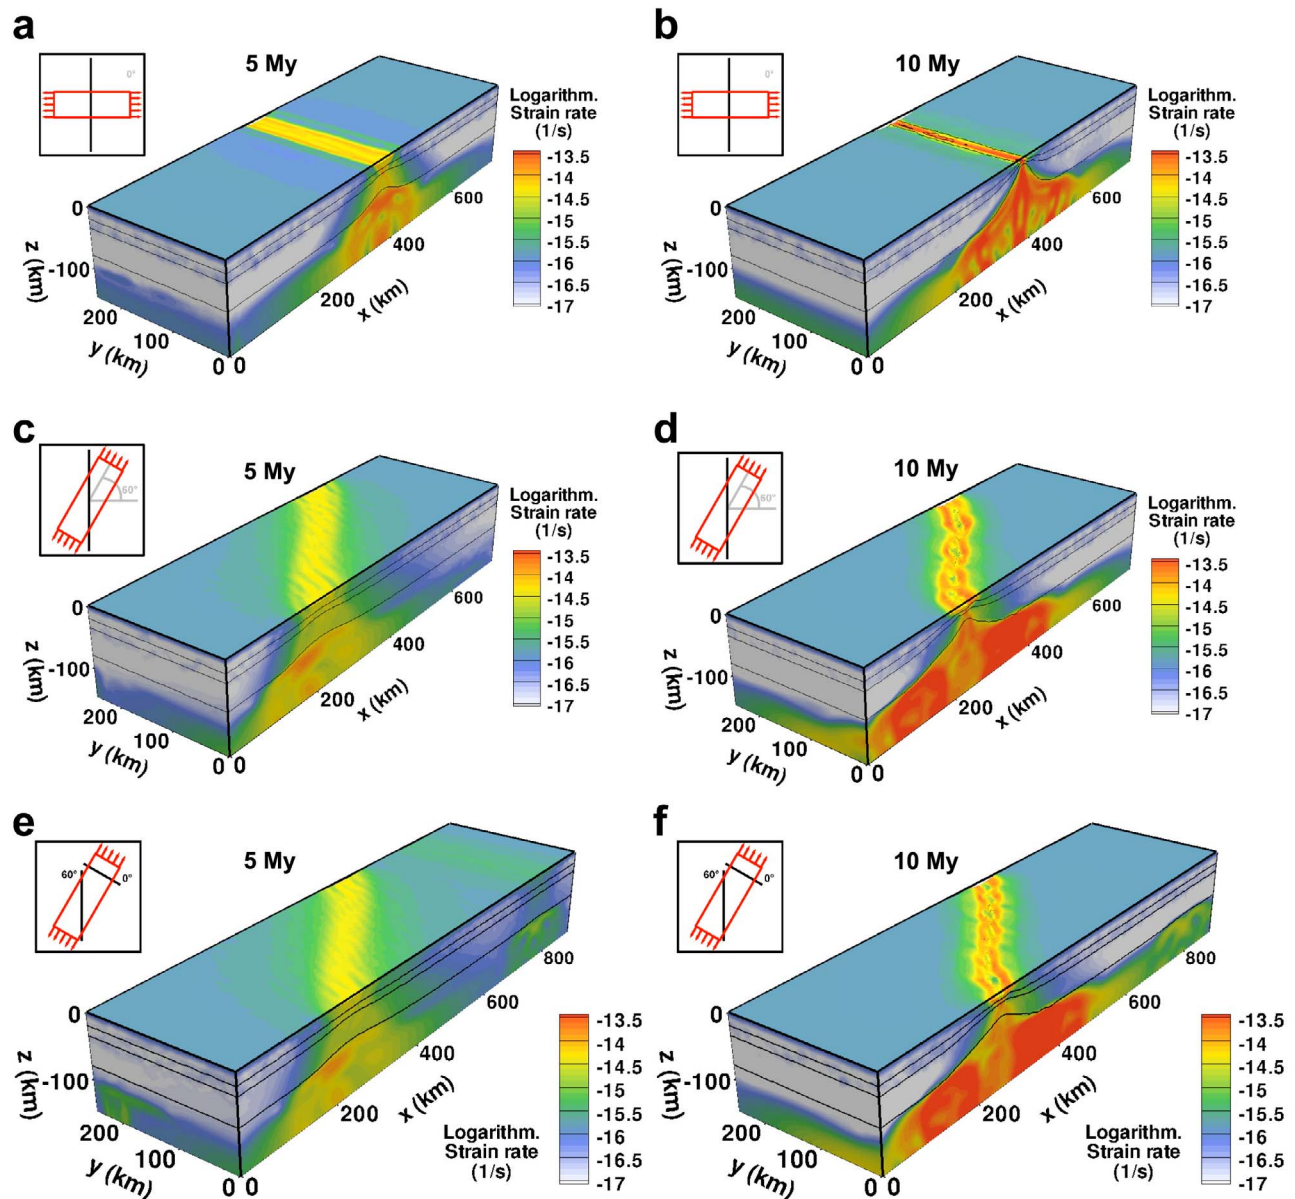 a
0°
5 My
Logarithm.
Strain rate
(1/s)
-13.5
-14
-14.5
-15
-15.5
-16
-16.5
-17
0
-100
z (km)
200
100
0 0
y (km)
200
400
600
x (km)
b
0°
10 My
Logarithm.
Strain rate
(1/s)
-13.5
-14
-14.5
-15
-15.5
-16
-16.5
-17
0
-100
z (km)
200
100
0 0
y (km)
200
400
600
x (km)
c
60°
5 My
Logarithm.
Strain rate
(1/s)
-13.5
-14
-14.5
-15
-15.5
-16
-16.5
-17
0
-100
z (km)
200
100
0 0
y (km)
200
400
600
x (km)
d
60°
10 My
Logarithm.
Strain rate
(1/s)
-13.5
-14
-14.5
-15
-15.5
-16
-16.5
-17
0
-100
z (km)
200
100
0 0
y (km)
200
400
600
x (km)
e
60°
0°
5 My
0
-100
z (km)
200
100
0 0
y (km)
200
400
600
800
x (km)
Logarithm.
Strain rate
(1/s)
-13.5
-14
-14.5
-15
-15.5
-16
-16.5
-17
f
60°
0°
10 My
0
-100
z (km)
200
100
0 0
y (km)
200
400
600
800
x (km)
Logarithm.
Strain rate
(1/s)
-13.5
-14
-14.5
-15
-15.5
-16
-16.5
-17